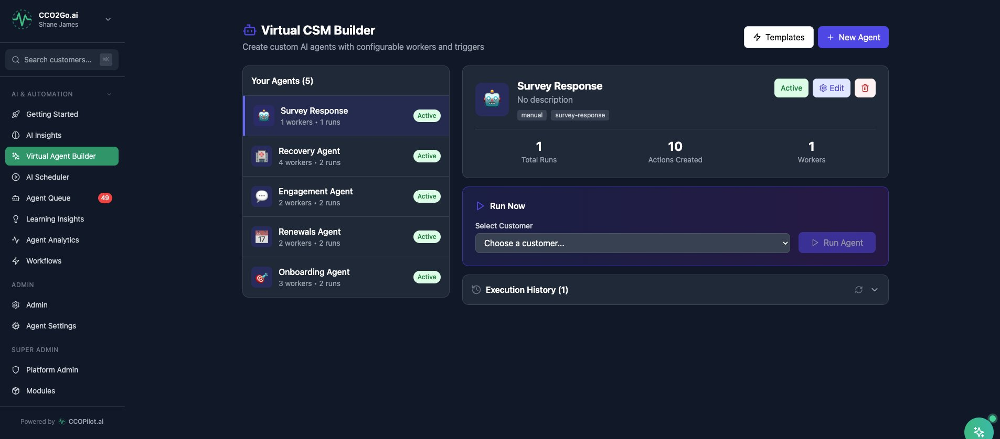 CCO2Go.ai
Shane James
Search customers...
⌘K
AI & AUTOMATION
Getting Started
AI Insights
Virtual Agent Builder
AI Scheduler
Agent Queue
49
Learning Insights
Agent Analytics
Workflows
ADMIN
Admin
Agent Settings
SUPER ADMIN
Platform Admin
Modules
Powered by CCOPilot.ai
Virtual CSM Builder
Create custom AI agents with configurable workers and triggers
Templates
New Agent
Your Agents (5)
Survey Response
1 workers • 1 runs
Active
Recovery Agent
4 workers • 2 runs
Active
Engagement Agent
2 workers • 2 runs
Active
17
Renewals Agent
2 workers • 2 runs
Active
Onboarding Agent
3 workers • 2 runs
Active
Survey Response
No description
manual survey-response
Active
Edit
1
Total Runs
10
Actions Created
1
Workers
Run Now
Select Customer
Choose a customer...
Run Agent
Execution History (1)